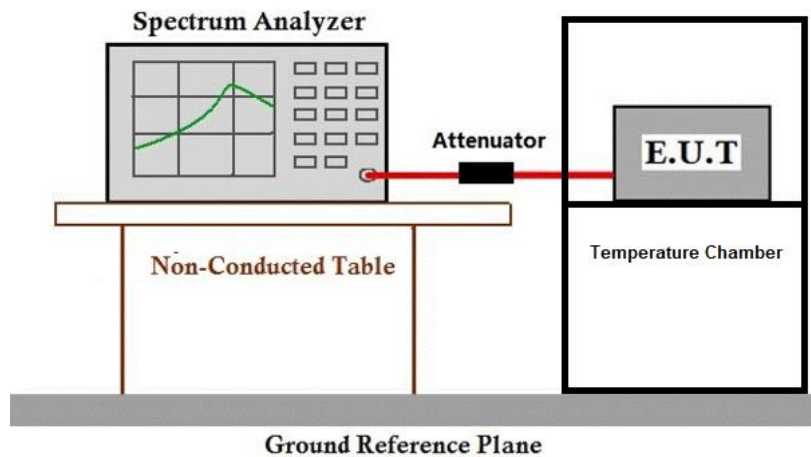 Spectrum Analyzer
Attenuator
E.U.T
Non-Conducted Table
Temperature Chamber
Ground Reference Plane